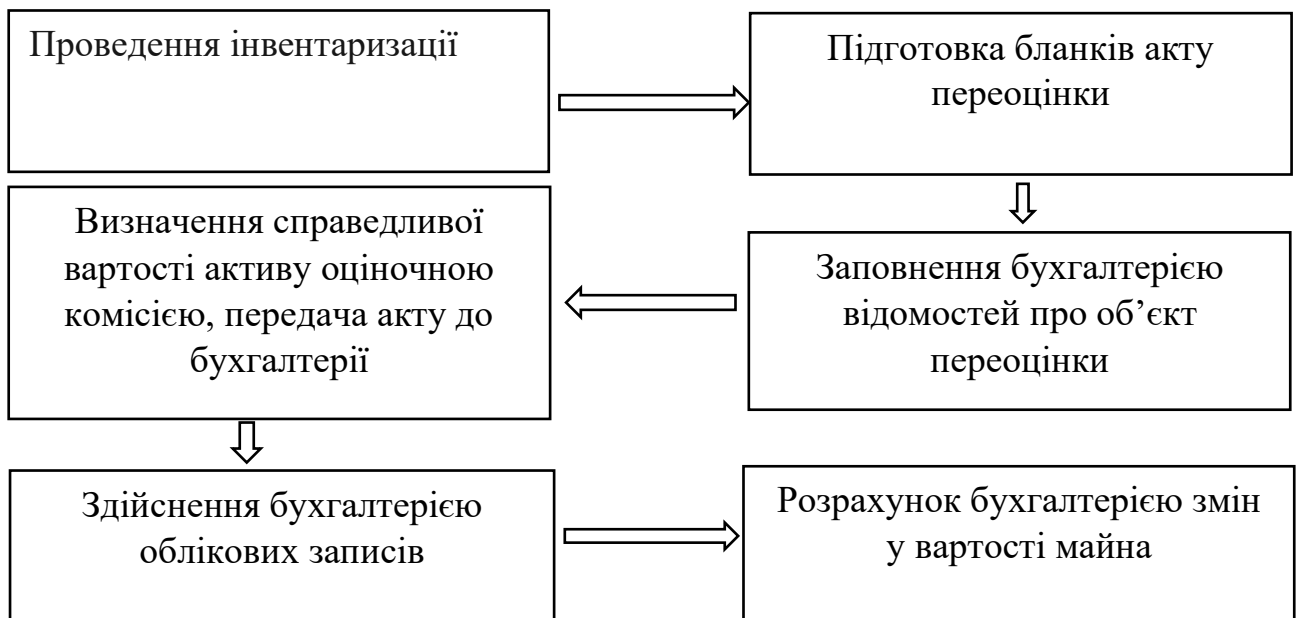 Проведення інвентаризації
Підготовка бланків акту
переоцінки
Заповнення бухгалтерією
відомостей про об’єкт
переоцінки
Визначення справедливої
вартості активу оціночною
комісією, передача акту до
бухгалтерії
Здійснення бухгалтерією
облікових записів
Розрахунок бухгалтерією змін
у вартості майна